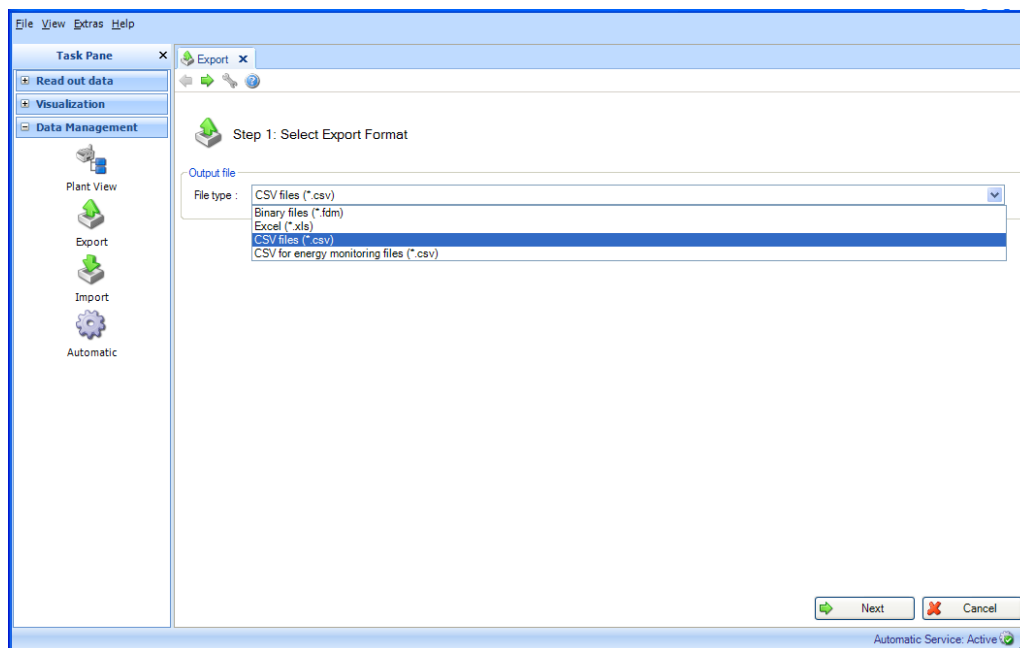 File View Extras Help
Task Pane
Read out data
Visualization
Data Management
Plant View
Export
Import
Automatic
Export
Step 1: Select Export Format
Output file
File type : CSV files (*.csv)
Binary files (*.fdm)
Excel (*.xls)
CSV files (*.csv)
CSV for energy monitoring files (*.csv)
Next Cancel
Automatic Service: Active